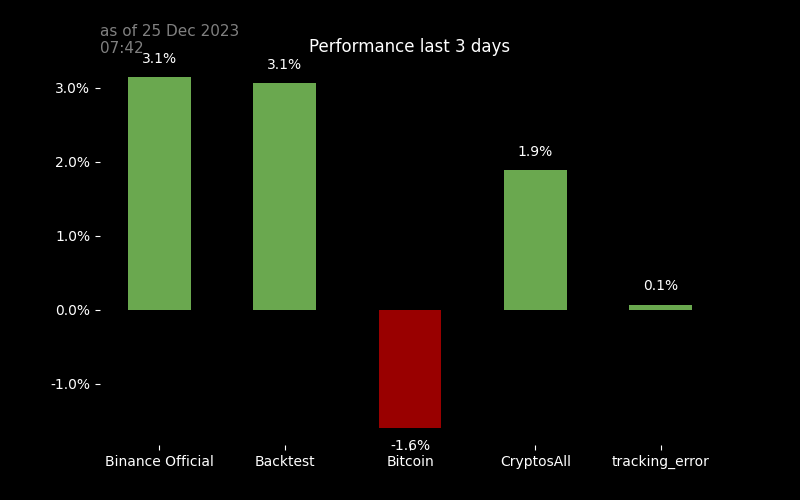 as of 25 Dec 2023
07:42
Performance last 3 days
3.1%
3.1%
-1.6%
1.9%
0.1%
3.0%
2.0%
1.0%
0.0%
-1.0%
Binance Official
Backtest
Bitcoin
CryptosAll
tracking_error